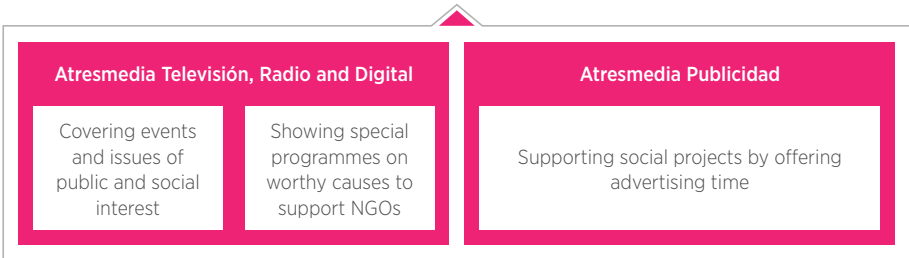 Atresmedia Televisión, Radio and Digital
Covering events
and issues of
public and social
interest
Showing special
programmes on
worthy causes to
support NGOs
Atresmedia Publicidad
Supporting social projects by offering
advertising time